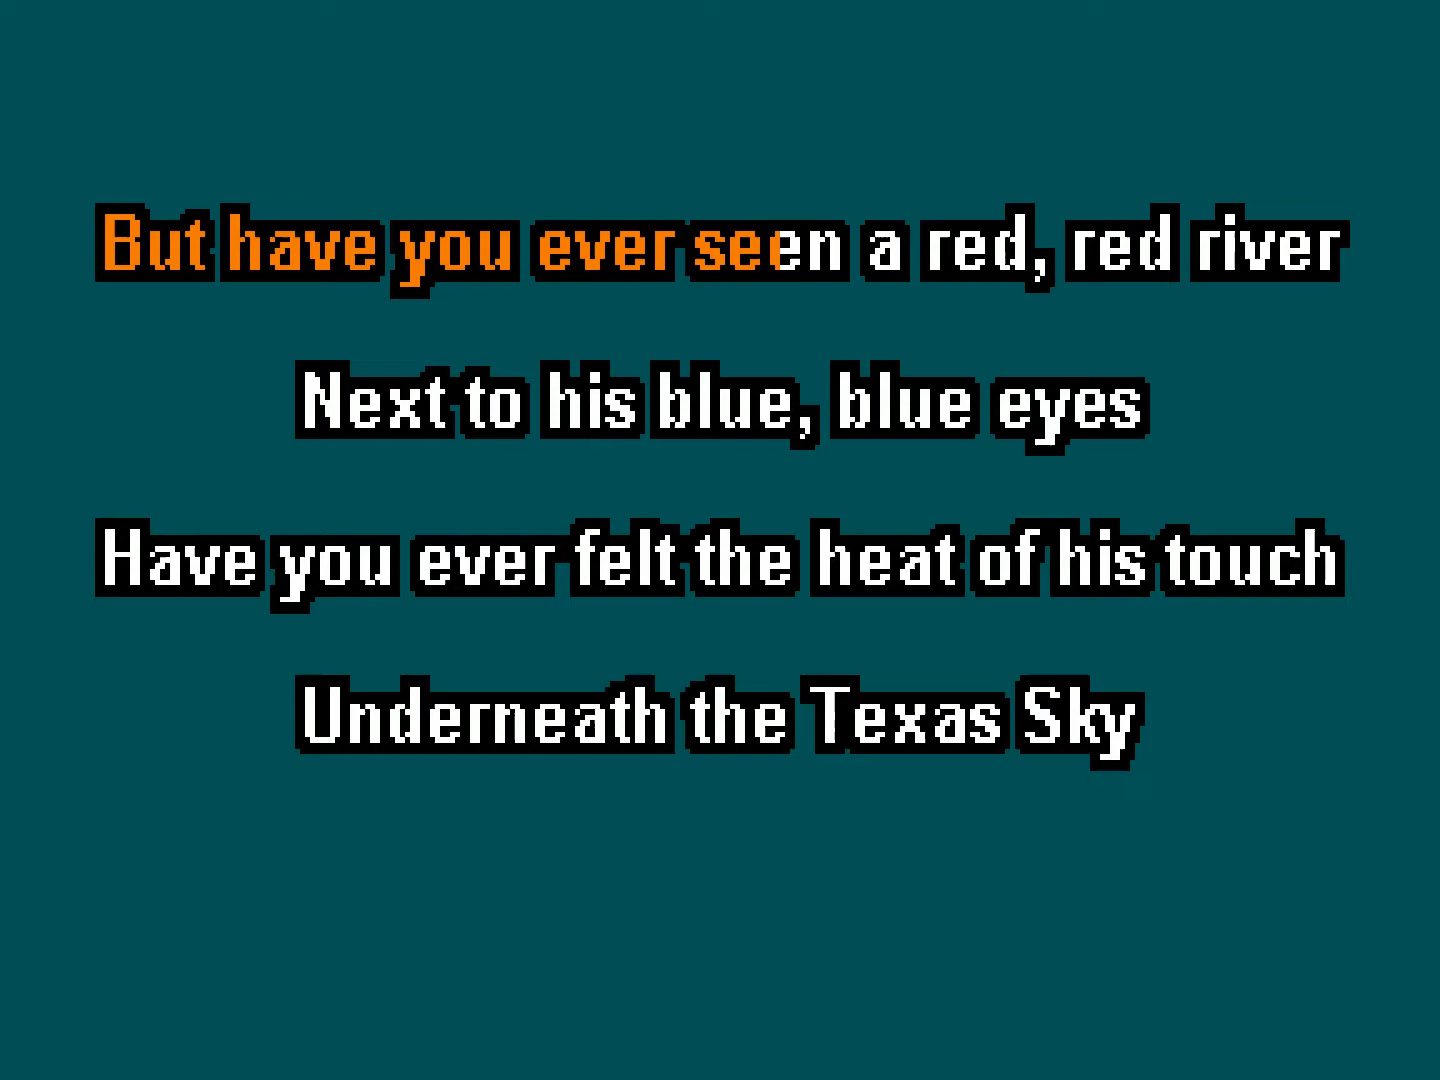 But have you ever seen a red, red river
Next to his blue, blue eyes
Have you ever felt the heat of his touch
Underneath the Texas Sky